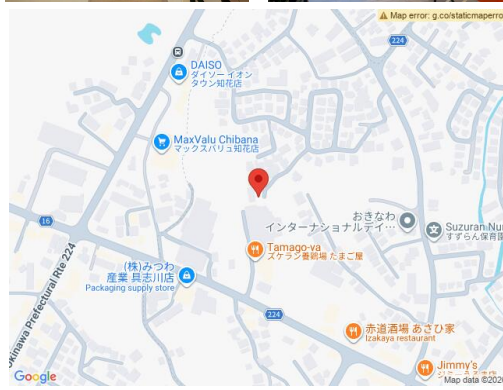 Map error: g.co/staticmaperro
224
DAISO
ダイソー イオン
タウン知花店
MaxValu Chibana
マックスバリュ知花店
おきなわ
インターナショナルデイ…
Suzuran Nur
すずらん保育園
16
Tamago-ya
スケラン養鶏場 たまご屋
(株)みつわ
産業 具志川店
Packaging supply store
Okinawa Prefectural Rte 224
224
赤道酒場 あさひ家
Izakaya restaurant
Jimmy's
Google
Map data ©202